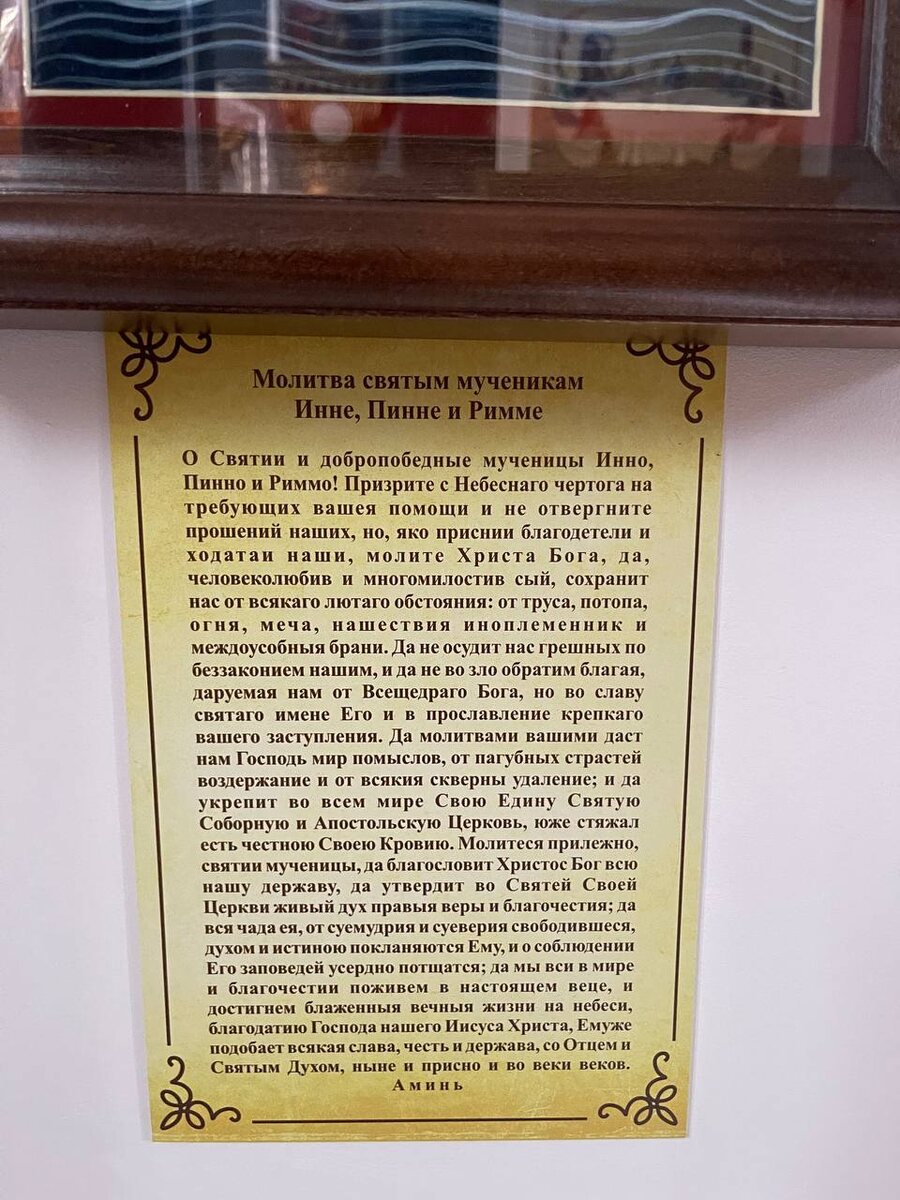 Молитва святым мученикам
Инне, Пинне и Римме
О Святии и добропобедные мученицы Инно,
Пинно и Риммо! Призрите с Небеснаго чертога на
требующих вашея помощи и не отвергните
прошений наших, но, яко приснии благодетели и
ходатаи наши, молите Христа Бога, да,
человеколюбив и многомилостив сый, сохранит
нас от всякаго лютаго обстояния: от труса, потопа,
огня, меча, нашествия иноплеменник и
междоусобныя брани. Да не осудит нас грешных по
беззаконием нашим, и да не во зло обратим благая,
даруемая нам от Всещедраго Бога, но во славу
святаго имене Его и в прославление крепкаго
вашего заступления. Да молитвами вашими даст
нам Господь мир помыслов, от пагубных страстей
воздержание и от всякия скверны удаление; и да
укрепит во всем мире Свою Едину Святую
Соборную и Апостольскую Церковь, юже стяжал
есть честною Своею Кровию. Молитеся прилежно,
святии мученицы, да благословит Христос Бог всю
нашу державу, да утвердит во Святей Своей
Церкви живый дух правыя веры и благочестия; да
вся чада ея, от суемудрия и суеверия свободившеся,
духом и истиною покланяются Ему, и о соблюдении
Его заповедей усердно потщатся; да мы вси в мире
и благочестии поживем в настоящем веце, и
достигнем блаженныя вечныя жизни на небеси,
благодатию Господа нашего Иисуса Христа, Емуже
подобает всякая слава, честь и держава, со Отцем и
Святым Духом, ныне и присно и во веки веков.
Аминь